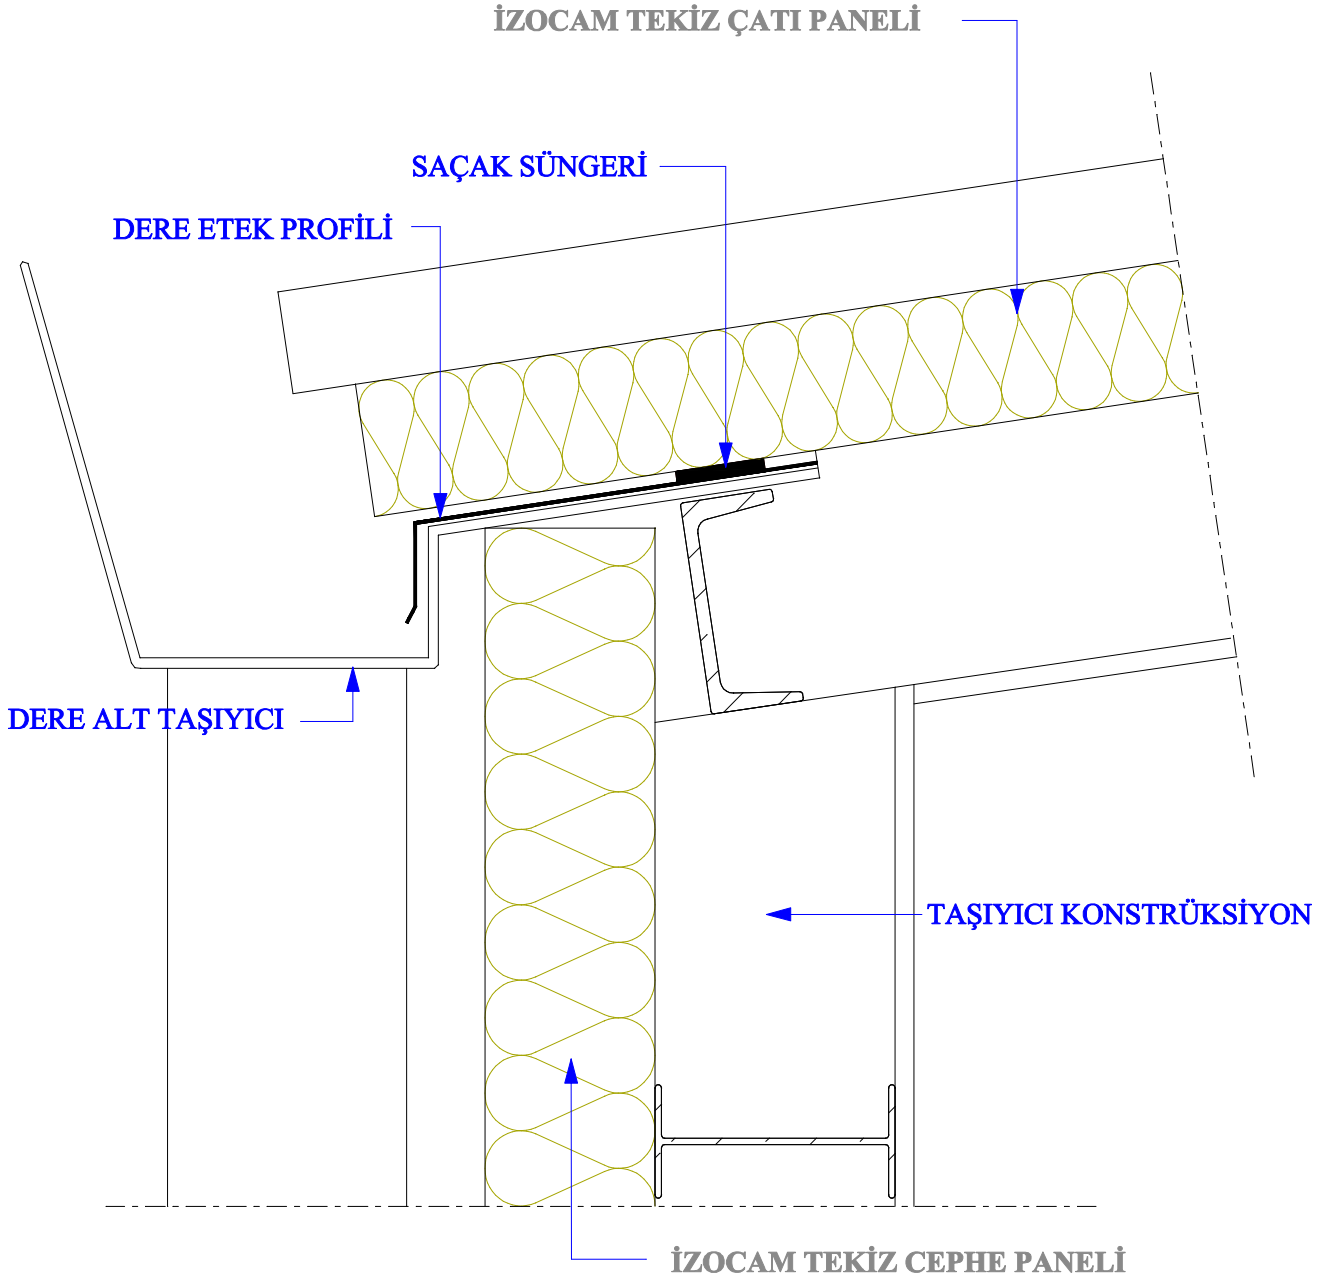 İZOCAM TEKİZ ÇATI PANELİ
SAÇAK SÜNGERİ
DERE ETEK PROFİLİ
DERE ALT TAŞIYICI
TAŞIYICI KONSTRÜKSİYON
İZOCAM TEKİZ CEPHE PANELİ